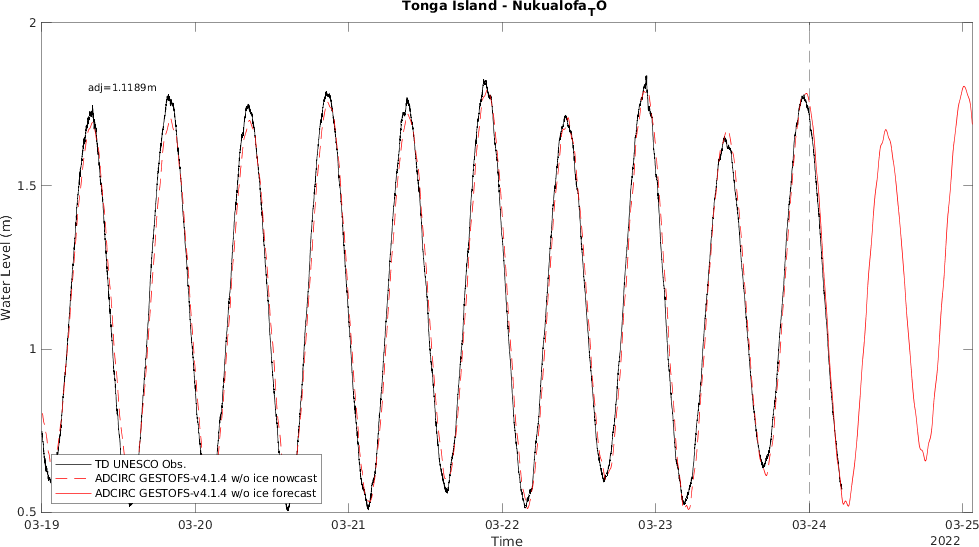 Tonga Island - NukualofaTO
2
adj=1.1189m
1.5
Water Level (m)
1
TD UNESCO Obs.
ADCIRC GESTOFS-v4.1.4 w/o ice nowcast
ADCIRC GESTOFS-v4.1.4 w/o ice forecast
0.5
03-19 03-20 03-21 03-22 03-23 03-24 03-25
Time 2022